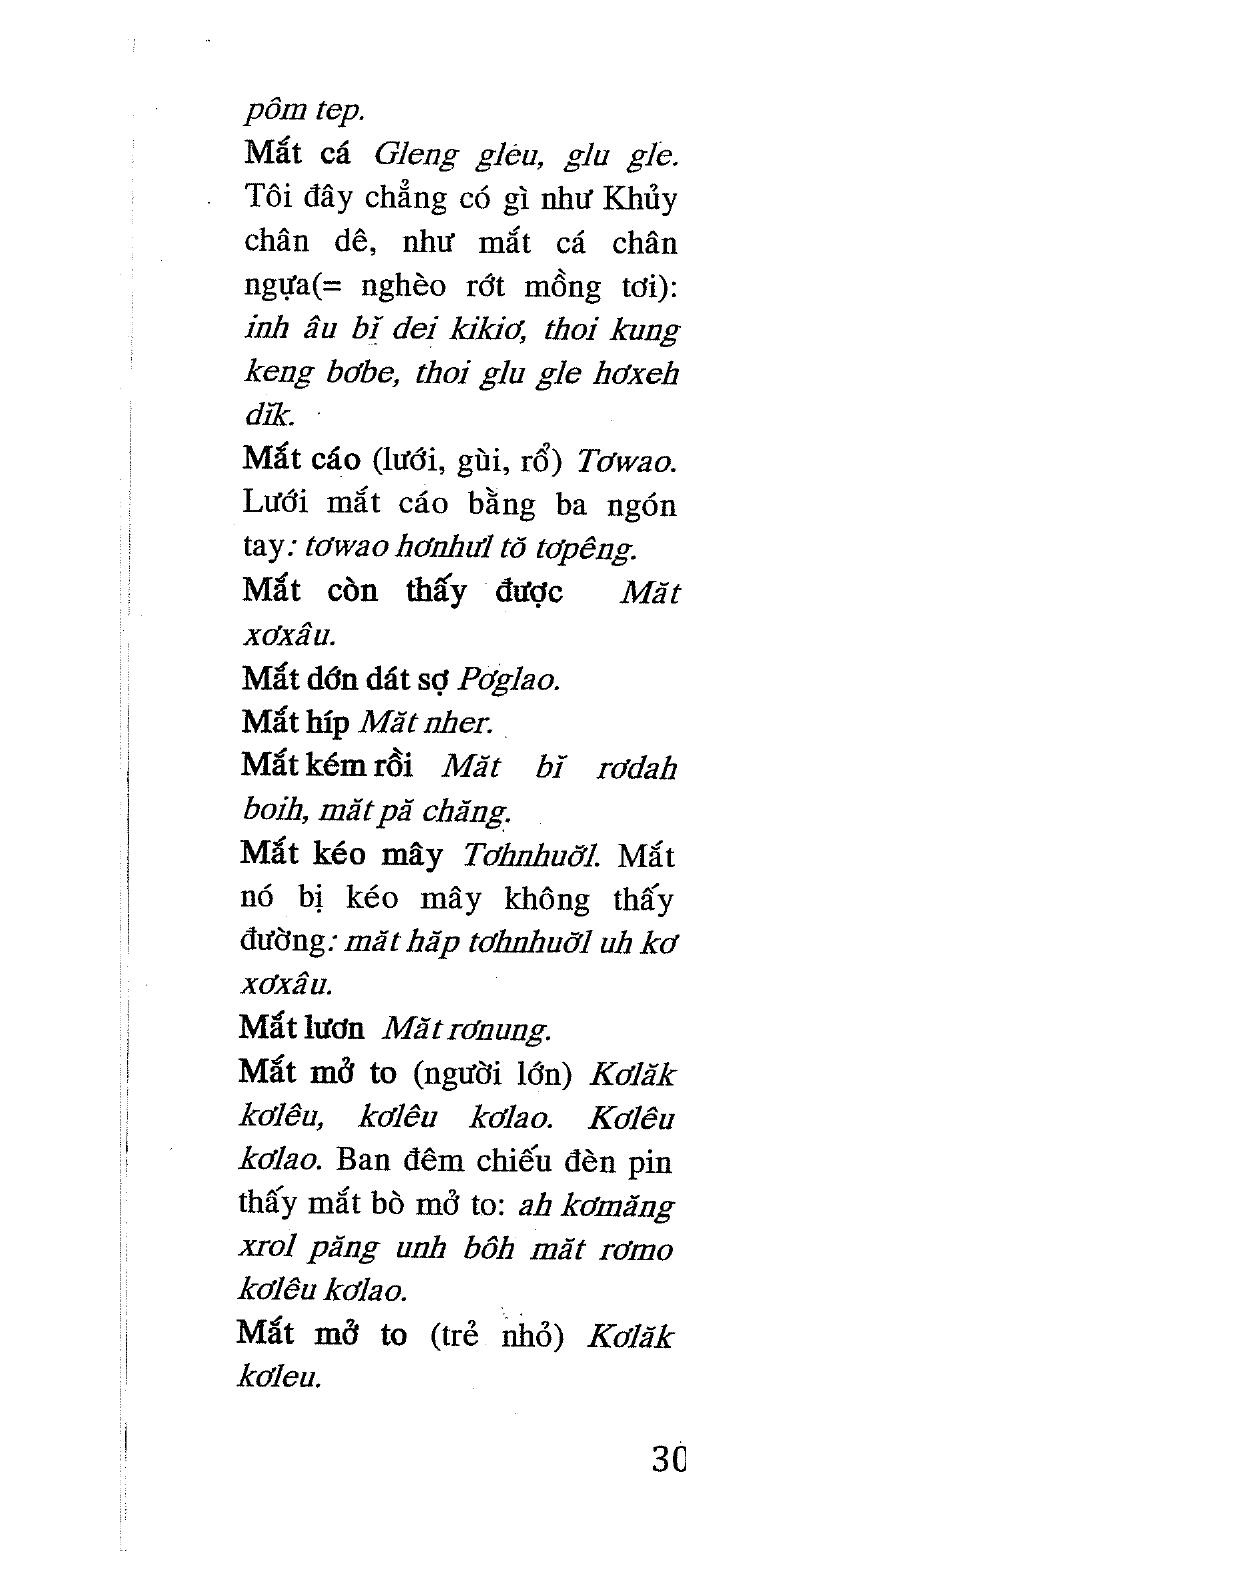 pôm tep.
Mắt cá Gleng glêu, glu gle.
Tôi đây chẳng có gì như Khủy
chân dê, như mắt cá chân
ngựa(= nghèo rớt mồng tơi):
inh âu bĭ dei kikiơ, thoi kung
keng bơbe, thoi glu gle hơxeh
dĭk.
Mắt cáo (lưới, gùi, rổ) Tơwao.
Lưới mắt cáo bằng ba ngón
tay: tơwao hơnhưl tŏ tơpêng.
Mắt còn thấy được Măt
xơxâu.
Mắt dớn dát sợ Pơglao.
Mắt híp Măt nher.
Mắt kém rồi Măt bĭ rơdah
boih, măt pă chăng.
Mắt kéo mây Tơhnhuơ̆l. Mắt
nó bị kéo mây không thấy
đường: măt hăp tơhnhuơ̆l uh kơ
xơxâu.
Mắt lươn Măt rơnung.
Mắt mở to (người lớn) Kơlăk
kơlêu, kơlêu kơlao. Kơlêu
kơlao. Ban đêm chiếu đèn pin
thấy mắt bò mở to: ah kơmăng
xrol păng unh bôh măt rơmo
kơlêu kơlao.
Mắt mở to (trẻ nhỏ) Kơlăk
kơleu.
30